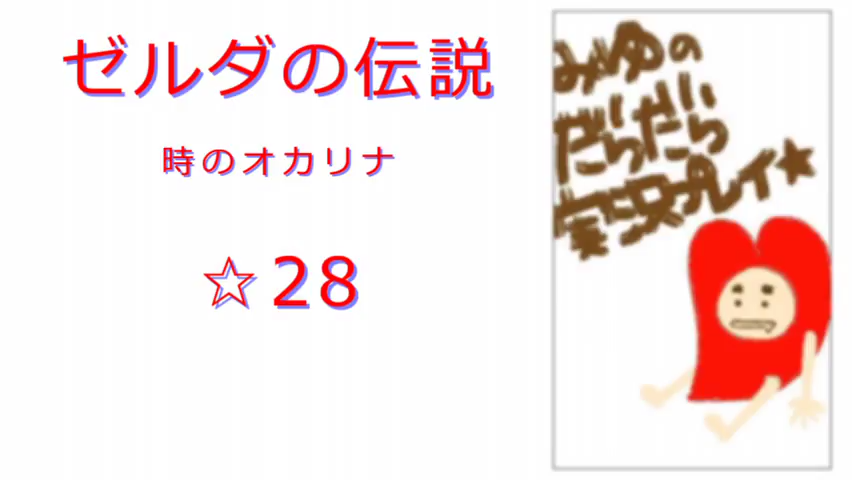 ゼルダの伝説
時のオカリナ
☆28
みゆの
だらだら
実況プレイ★